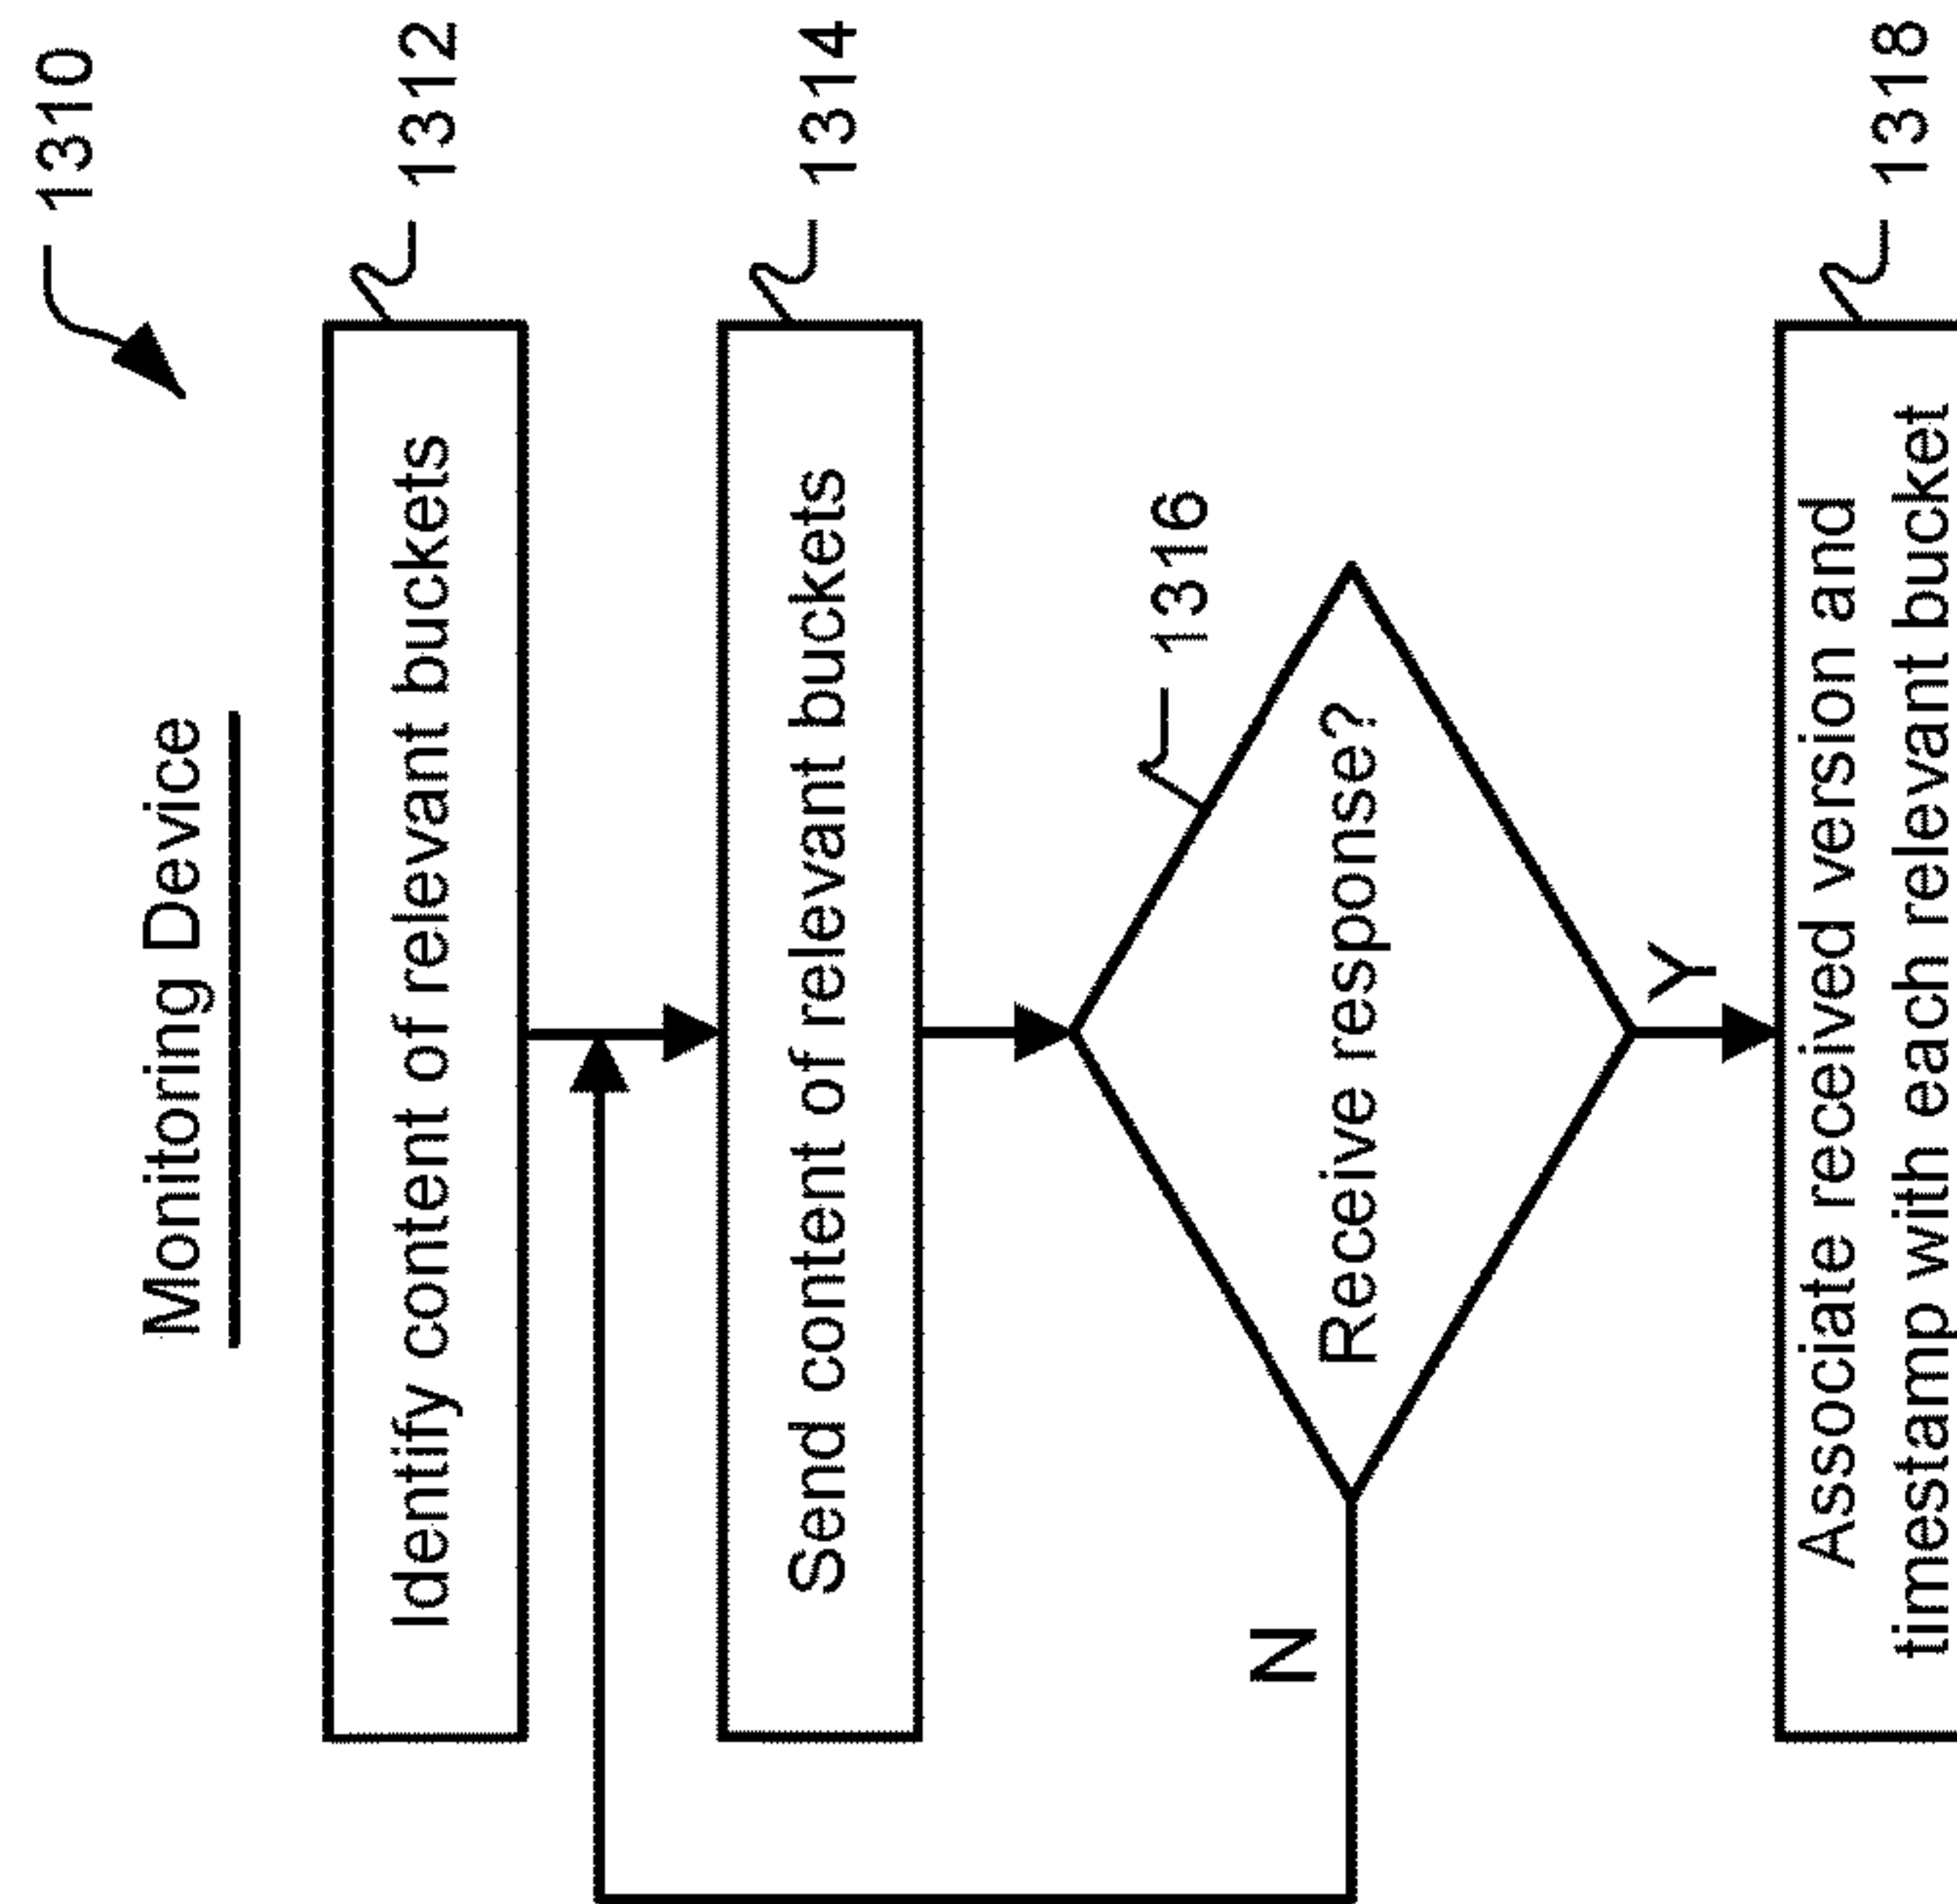 1310
Monitoring Device
1312
Identify content of relevant buckets
1314
Send content of relevant buckets
1316
Receive response?
N
Y
1318
Associate received version and
timestamp with each relevant bucket